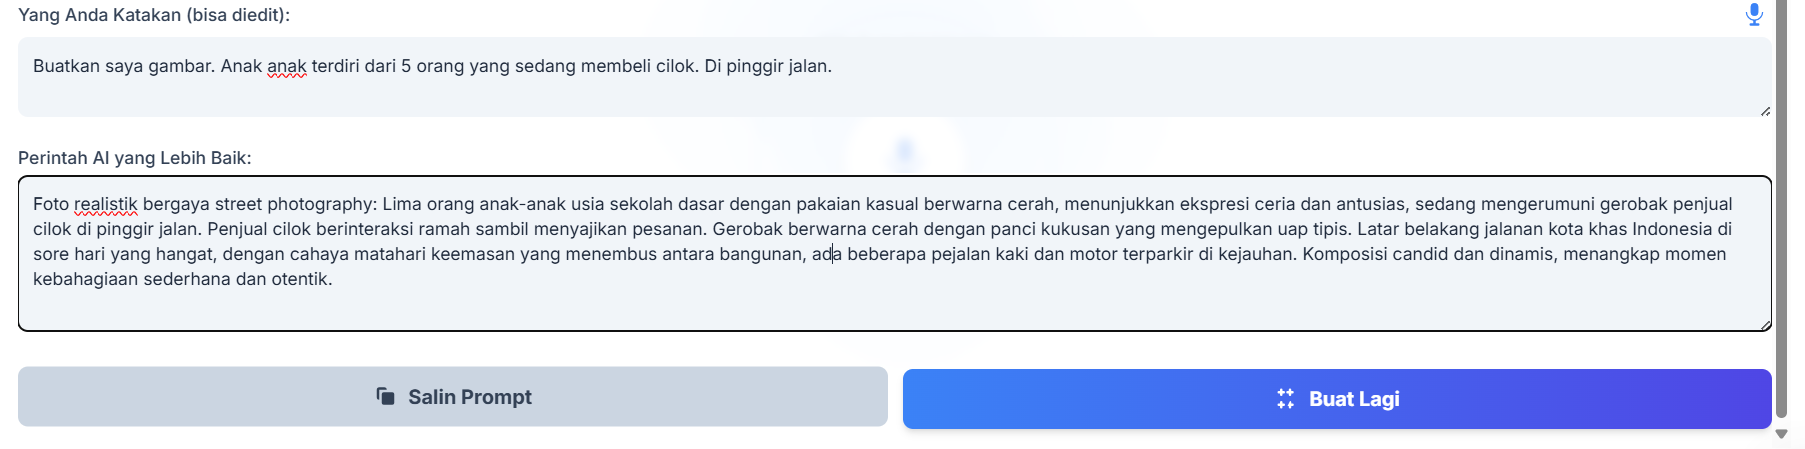 Yang Anda Katakan (bisa diedit):
Buatkan saya gambar. Anak anak terdiri dari 5 orang yang sedang membeli cilok. Di pinggir jalan.
Perintah AI yang Lebih Baik:
Foto realistik bergaya street photography: Lima orang anak-anak usia sekolah dasar dengan pakaian kasual berwarna cerah, menunjukkan ekspresi ceria dan antusias, sedang mengerumuni gerobak penjual
cilok di pinggir jalan. Penjual cilok berinteraksi ramah sambil menyajikan pesanan. Gerobak berwarna cerah dengan panci kukusan yang mengepulkan uap tipis. Latar belakang jalanan kota khas Indonesia di
sore hari yang hangat, dengan cahaya matahari keemasan yang menembus antara bangunan, ada beberapa pejalan kaki dan motor terparkir di kejauhan. Komposisi candid dan dinamis, menangkap momen
kebahagiaan sederhana dan otentik.
Salin Prompt
Buat Lagi